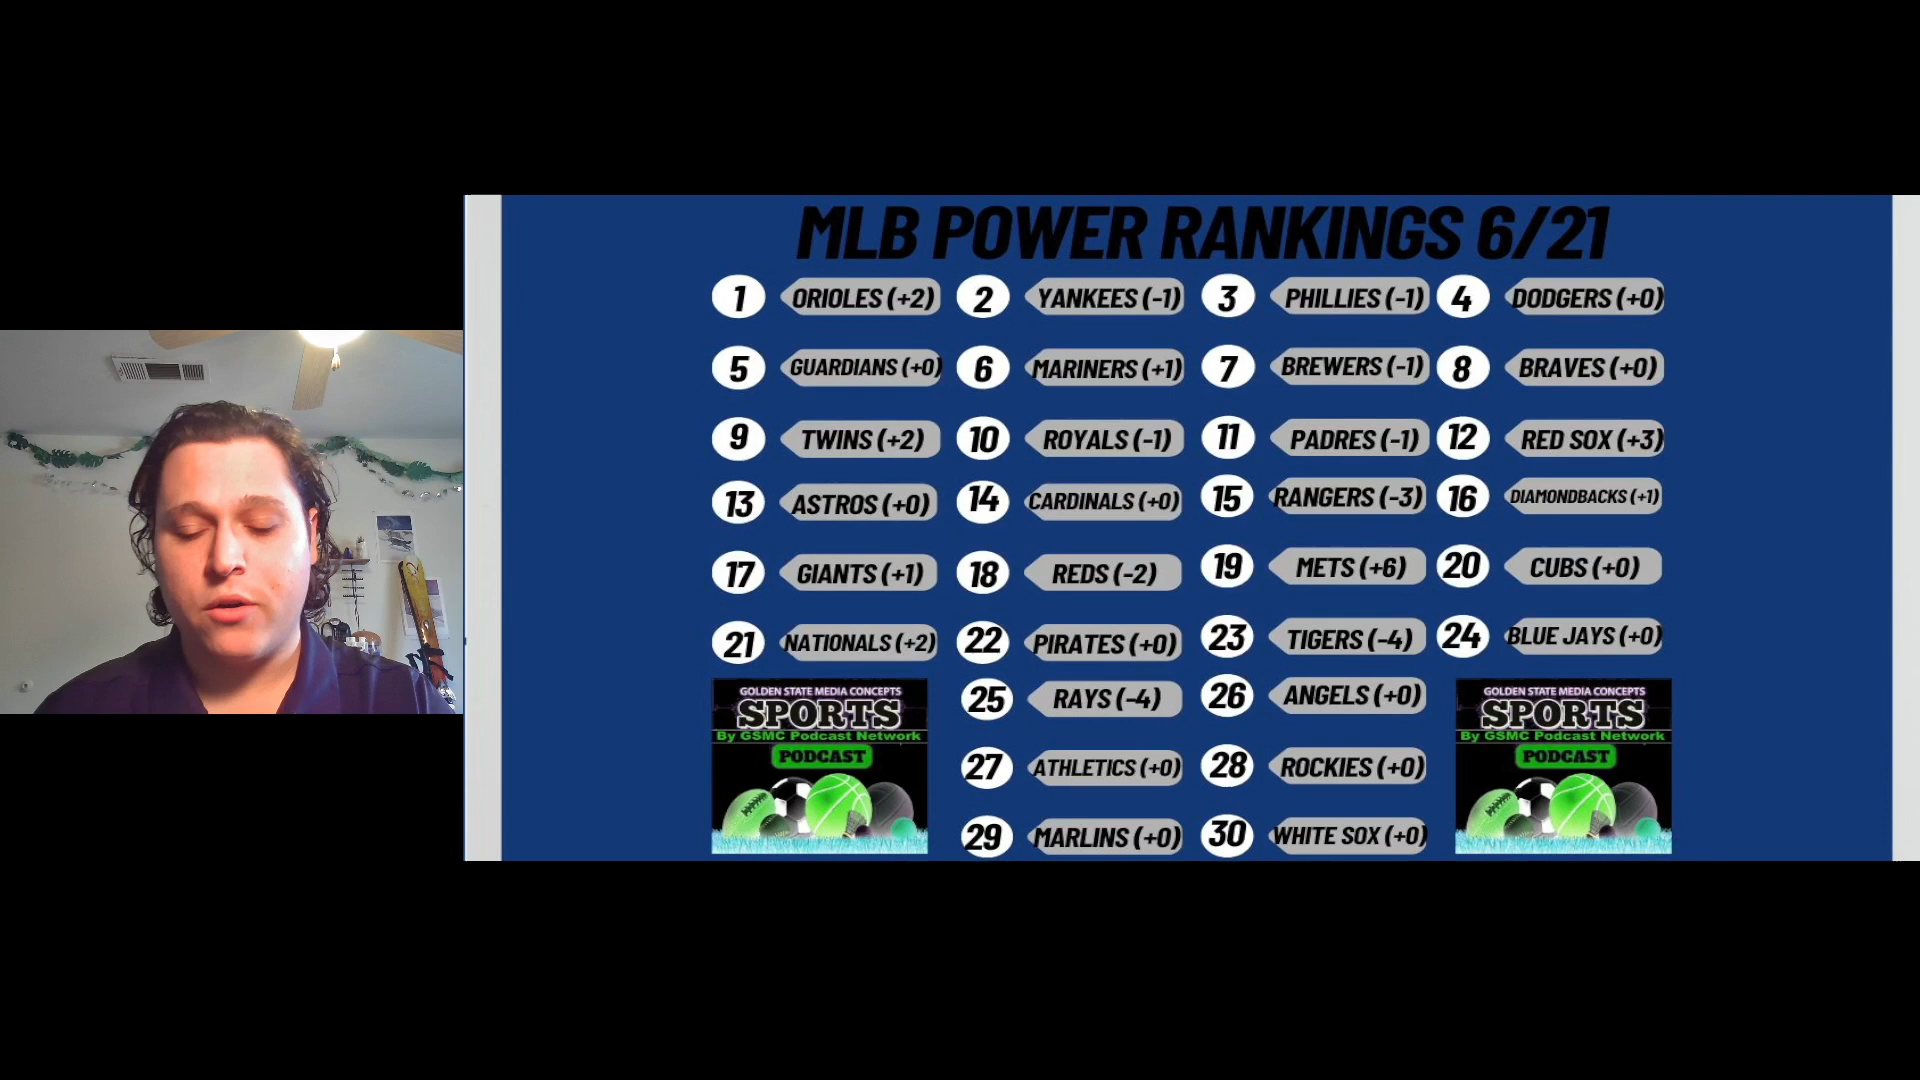 MLB POWER RANKINGS 6/21
1 ORIOLES (+2) 2 YANKEES (-1) 3 PHILLIES (-1) 4 DODGERS (+0)
5 GUARDIANS (+0) 6 MARINERS (+1) 7 BREWERS (-1) 8 BRAVES (+0)
9 TWINS (+2) 10 ROYALS (-1) 11 PADRES (-1) 12 RED SOX (+3)
13 ASTROS (+0) 14 CARDINALS (+0) 15 RANGERS (-3) 16 DIAMONDBACKS (+1)
17 GIANTS (+1) 18 REDS (-2) 19 METS (+6) 20 CUBS (+0)
21 NATIONALS (+2) 22 PIRATES (+0) 23 TIGERS (-4) 24 BLUE JAYS (+0)
25 RAYS (-4) 26 ANGELS (+0)
27 ATHLETICS (+0) 28 ROCKIES (+0)
29 MARLINS (+0) 30 WHITE SOX (+0)
GOLDEN STATE MEDIA CONCEPTS
SPORTS
By GSMC Podcast Network
PODCAST
GOLDEN STATE MEDIA CONCEPTS
SPORTS
By GSMC Podcast Network
PODCAST